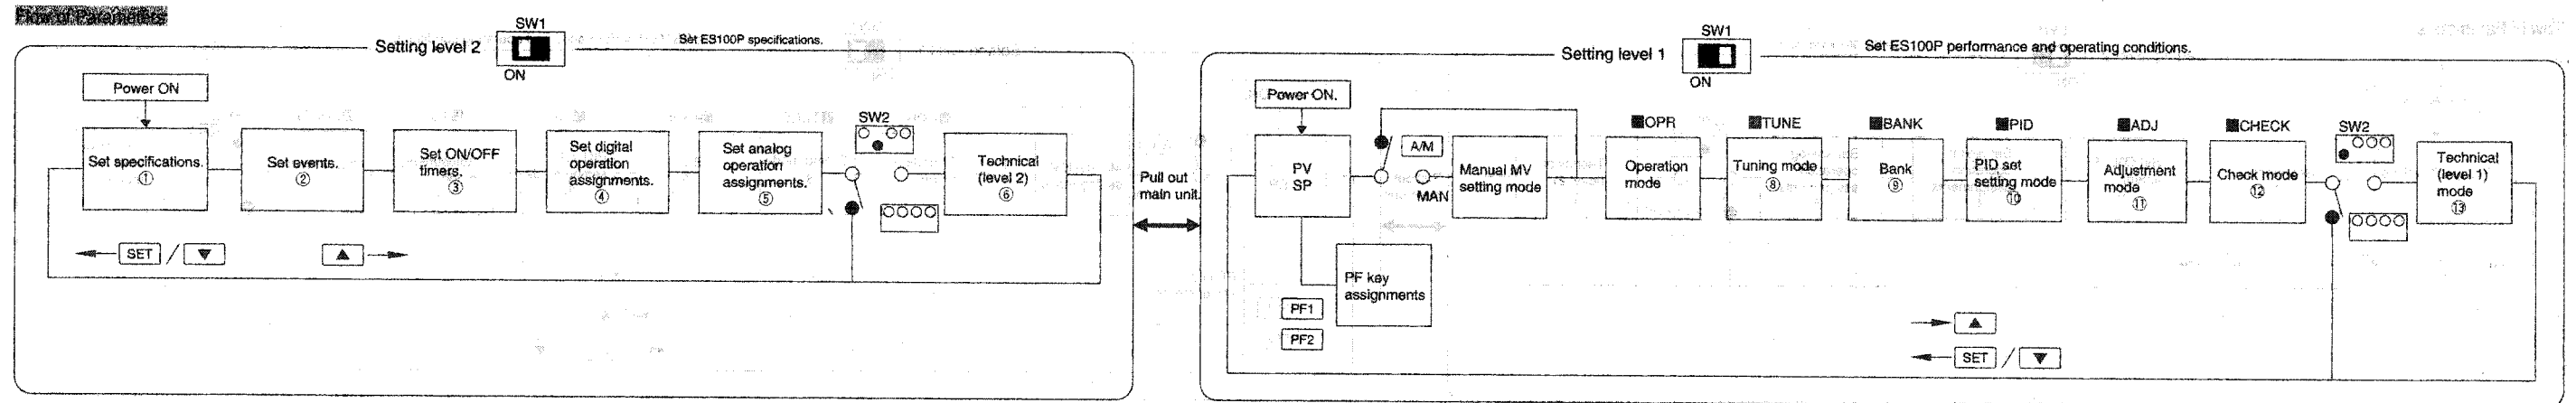 Flow of Parameters
Setting level 2
SW1
ON
Set ES100P specifications.
Power ON
Set specifications.
①
Set events.
②
Set ON/OFF
timers.
③
Set digital
operation
assignments.
④
Set analog
operation
assignments.
⑤
SW2
Technical
(level 2)
⑥
SET / ▼
▲
Pull out
main unit.
Setting level 1
SW1
ON
Set ES100P performance and operating conditions.
Power ON.
PV
SP
A/M
MAN
Manual MV
setting mode
PF key
assignments
PF1
PF2
■OPR
Operation
mode
■TUNE
Tuning mode
⑧
■BANK
Bank
⑨
■PID
PID set
setting mode
⑩
■ADJ
Adjustment
mode
⑪
■CHECK
Check mode
⑫
SW2
Technical
(level 1)
mode
⑬
▲
SET / ▼